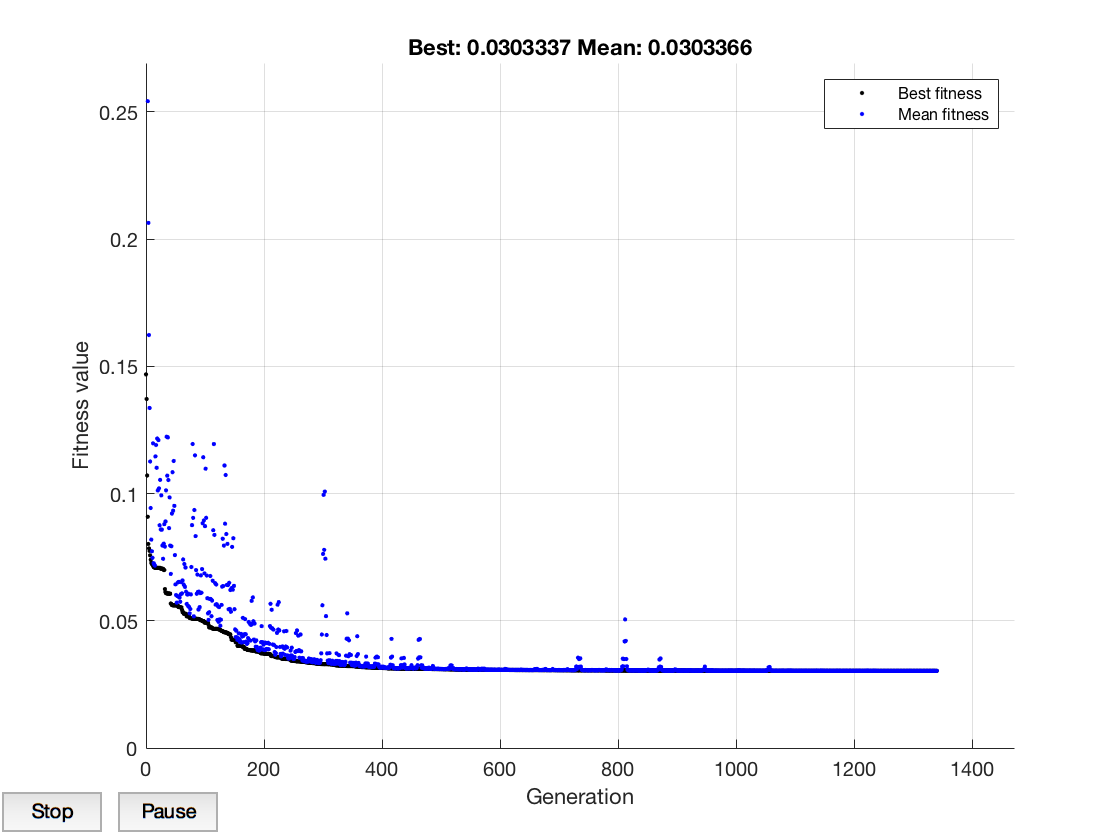 Best: 0.0303337 Mean: 0.0303366
Best fitness
Mean fitness
0.25
0.2
0.15
0.1
0.05
0
Fitness value
0 200 400 600 800 1000 1200 1400
Generation
Stop Pause